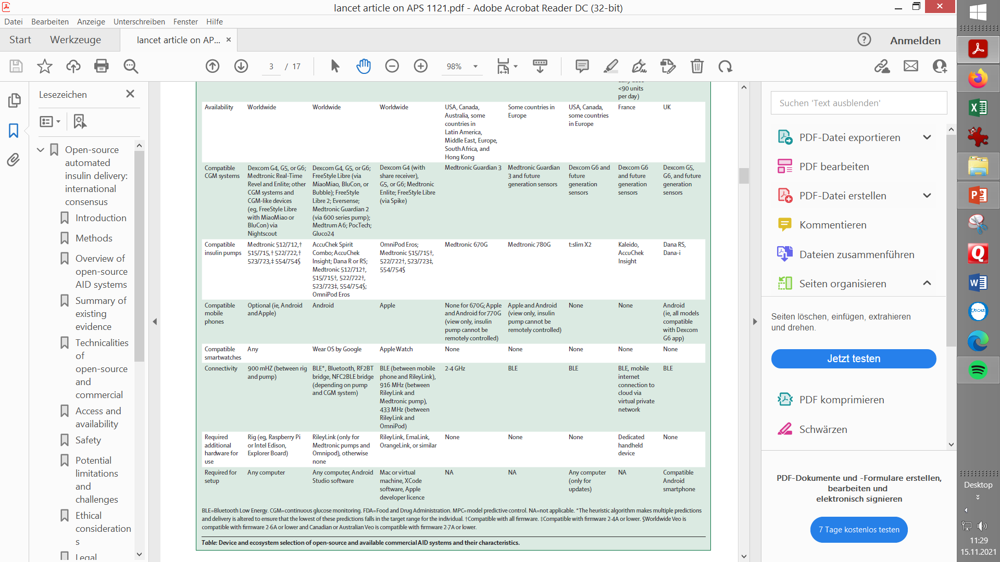 lancet article on APS 1121.pdf - Adobe Acrobat Reader DC (32-bit)
Datei Bearbeiten Anzeige Unterschreiben Fenster Hilfe
Start Werkzeuge lancet article on AP... × Anmelden
3 / 17 98%
Lesezeichen
Open-source
automated
insulin delivery:
international
consensus
Introduction
Methods
Overview of
open-source
AID systems
Summary of
existing
evidence
Technicalities
of
open-source
and
commercial
Access and
availability
Safety
Potential
limitations
and
challenges
Ethical
consideration
s
Legal
<90 units
per day)
Availability
Worldwide
Worldwide
Worldwide
USA, Canada,
Australia, some
countries in
Latin America,
Middle East, Europe,
South Africa, and
Hong Kong
Some countries in
Europe
USA, Canada,
some countries
in Europe
France
UK
Compatible
CGM systems
Dexcom G4, G5, or G6;
Medtronic Real-Time
Revel and Enlite; other
CGM systems and
CGM-like devices
(eg, FreeStyle Libre
with MiaoMiao or
BluCon) via
Nightscout
Dexcom G4, G5, or G6;
FreeStyle Libre (via
MiaoMiao, BluCon, or
Bubble); FreeStyle
Libre 2; Eversense;
Medtronic Guardian 2
(via 600 series pump);
Medtrum A6; PocTech;
Gluco24
Dexcom G4 (with
share receiver),
G5, or G6; Medtronic
Enlite; FreeStyle Libre
(via Spike)
Medtronic Guardian 3
Medtronic Guardian
3 and future
generation sensors
Dexcom G6 and
future
generation
sensors
Dexcom G6
and future
generation
sensors
Dexcom G5,
G6, and future
generation
sensors
Compatible
insulin pumps
Medtronic 512/712,†
515/715,† 522/722,†
523/723,‡ 554/754§
AccuChek Spirit
Combo; AccuChek
Insight; Dana R or RS;
Medtronic 512/712†,
515/715†, 522/722†,
523/723‡, 554/754§;
OmniPod Eros
OmniPod Eros;
Medtronic 515/715†,
522/722†, 523/723‡,
554/754§
Medtronic 670G
Medtronic 780G
t:slim X2
Kaleido,
AccuChek
Insight
Dana RS,
Dana-i
Compatible
mobile
phones
Optional (ie, Android
and Apple)
Android
Apple
None for 670G; Apple
and Android for 770G
(view only, insulin
pump cannot be
remotely controlled)
Apple and Android
(view only, insulin
pump cannot be
remotely controlled)
None
None
Android
(ie, all models
compatible
with Dexcom
G6 app)
Compatible
smartwatches
Any
Wear OS by Google
Apple Watch
None
None
None
None
None
Connectivity
900 mHZ (between rig
and pump)
BLE*, Bluetooth, RF2BT
bridge, NFC2BLE bridge
(depending on pump
and CGM system)
BLE (between mobile
phone and RileyLink),
916 MHz (between
RileyLink and
Medtronic pump),
433 MHz (between
RileyLink and
OmniPod)
2·4 GHz
BLE
BLE
BLE, mobile
internet
connection to
cloud via
virtual private
network
BLE
Required
additional
hardware for
use
Rig (eg, Raspberry Pi
or Intel Edison,
Explorer Board)
RileyLink (only for
Medtronic pumps and
Omnipod), otherwise
none
RileyLink, EmaLink,
OrangeLink, or similar
None
None
None
Dedicated
handheld
device
None
Required for
setup
Any computer
Any computer, Android
Studio software
Mac or virtual
machine, XCode
software, Apple
developer licence
NA
NA
Any computer
(only for
updates)
NA
Compatible
Android
smartphone
BLE=Bluetooth Low Energy. CGM=continuous glucose monitoring. FDA=Food and Drug Administration. MPC=model predictive control. NA=not applicable. *The heuristic algorithm makes multiple predictions
and delivery is altered to ensure that the lowest of these predictions falls in the target range for the individual. †Compatible with all firmware. ‡Compatible with firmware 2·4A or lower. §Worldwide Veo is
compatible with firmware 2·6A or lower and Canadian or Australian Veo is compatible with firmware 2·7A or lower.
Table: Device and ecosystem selection of open-source and available commercial AID systems and their characteristics.
Suchen 'Text ausblenden'
PDF-Datei exportieren
PDF bearbeiten
PDF-Datei erstellen
Kommentieren
Dateien zusammenführen
Seiten organisieren
Seiten löschen, einfügen, extrahieren
und drehen.
Jetzt testen
PDF komprimieren
Schwärzen
PDF-Dokumente und -Formulare erstellen,
bearbeiten und
elektronisch signieren
7 Tage kostenlos testen
OSCAR
Desktop
11:29
15.11.2021